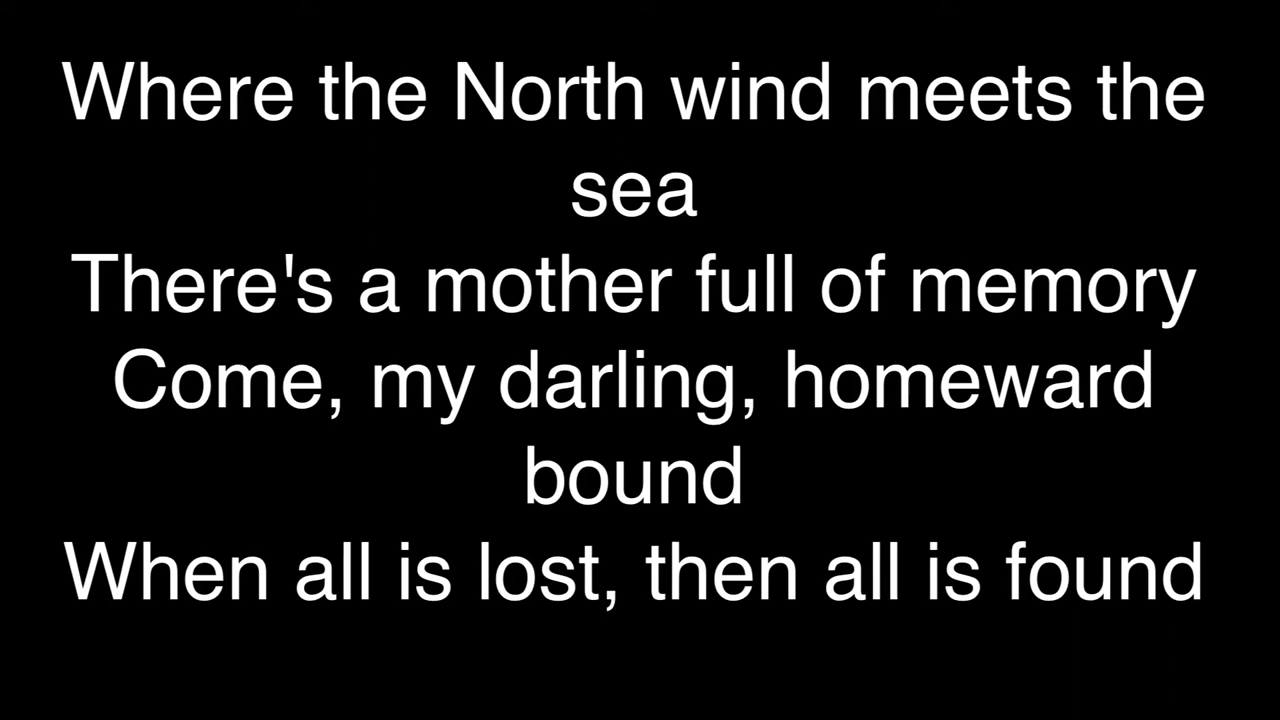 Where the North wind meets the
sea
There's a mother full of memory
Come, my darling, homeward
bound
When all is lost, then all is found